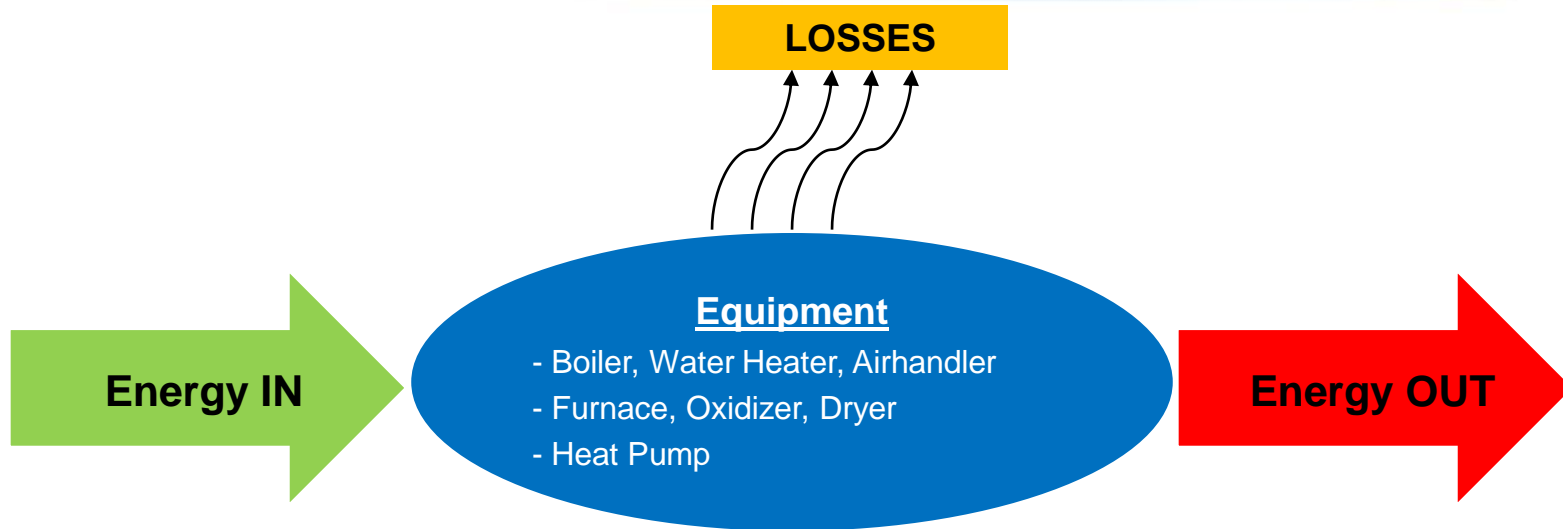 LOSSES
Equipment
- Boiler, Water Heater, Airhandler
- Furnace, Oxidizer, Dryer
- Heat Pump
Energy IN
Energy OUT